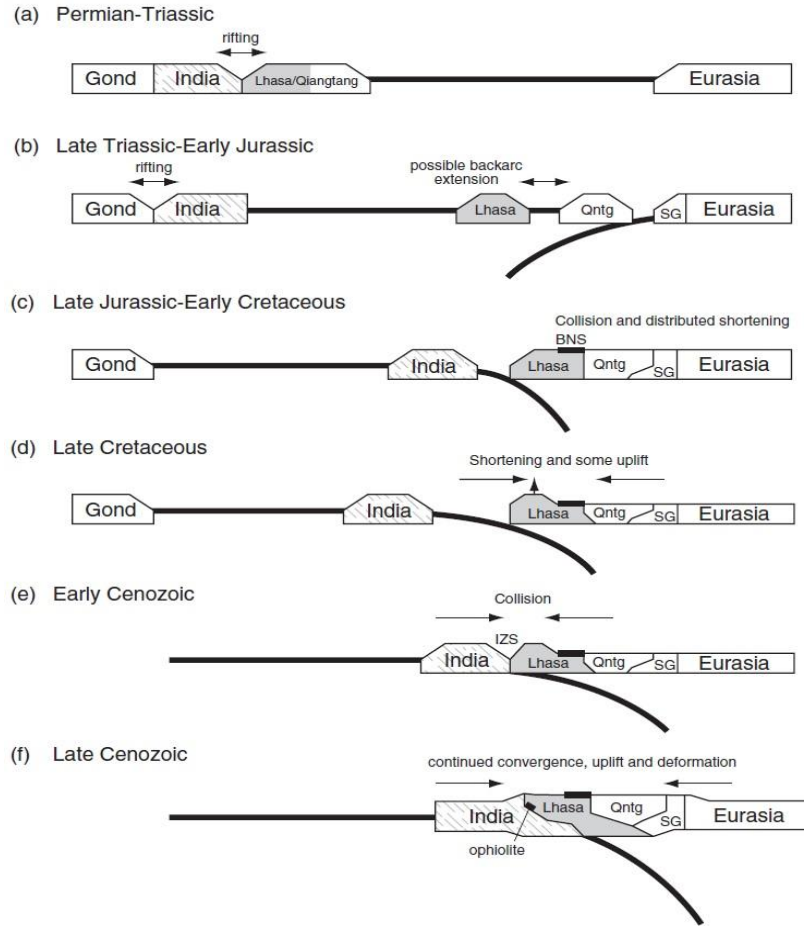 (a) Permian-Triassic
rifting
Gond India Lhasa/Qiangtang Eurasia
(b) Late Triassic-Early Jurassic
rifting
possible backarc
extension
Gond India Lhasa Qntg SG Eurasia
(c) Late Jurassic-Early Cretaceous
Collision and distributed shortening
BNS
Gond India Lhasa Qntg SG Eurasia
(d) Late Cretaceous
Shortening and some uplift
Gond India Lhasa Qntg SG Eurasia
(e) Early Cenozoic
Collision
IZS
India Lhasa Qntg SG Eurasia
(f) Late Cenozoic
continued convergence, uplift and deformation
India Lhasa Qntg SG Eurasia
ophiolite